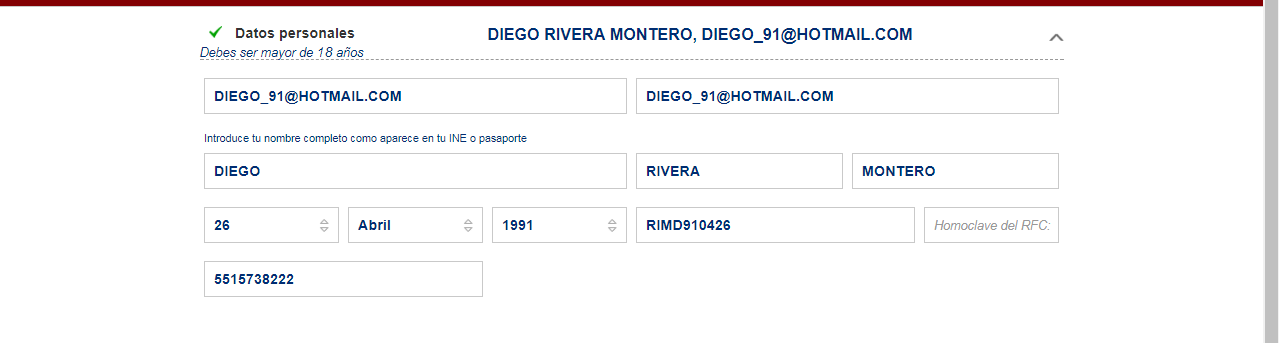 Datos personales DIEGO RIVERA MONTERO, DIEGO_91@HOTMAIL.COM
Debes ser mayor de 18 años
DIEGO_91@HOTMAIL.COM DIEGO_91@HOTMAIL.COM
Introduce tu nombre completo como aparece en tu INE o pasaporte
DIEGO RIVERA MONTERO
26 Abril 1991 RIMD910426 Homoclave del RFC:
5515738222